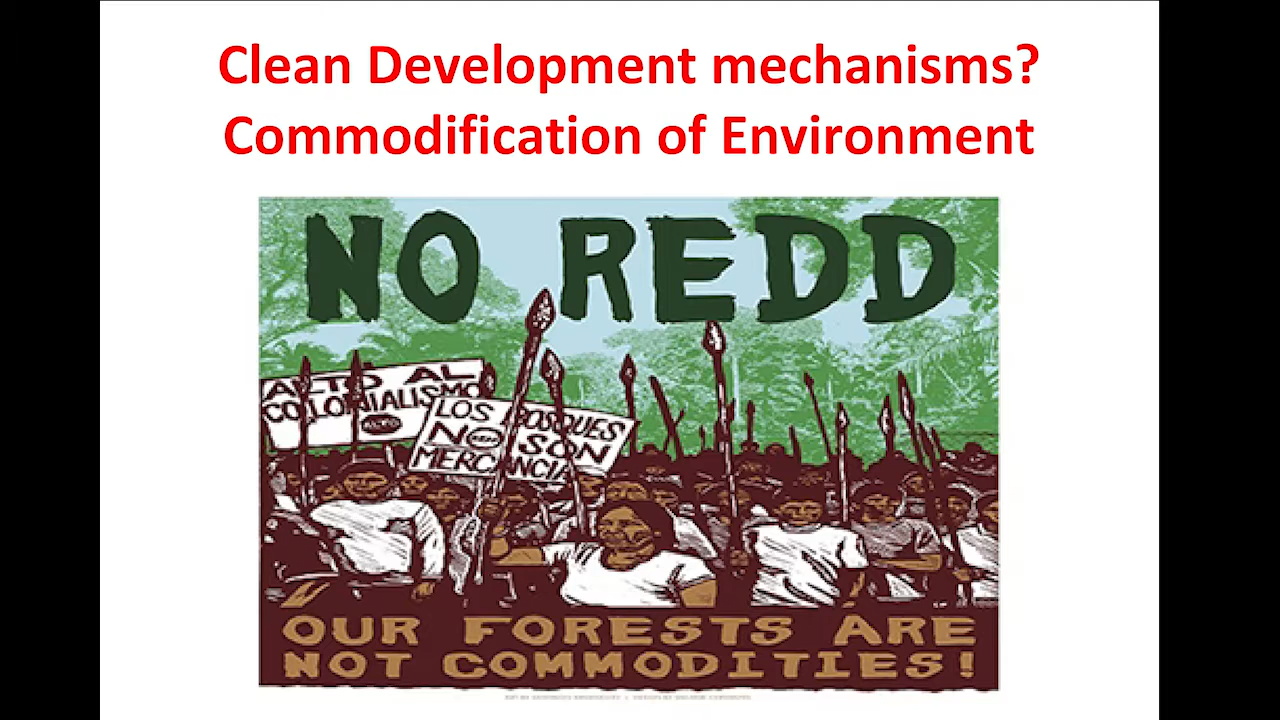 Clean Development mechanisms?
Commodification of Environment
NO REDD
ALTO AL
COLONIALISMO
LOS BOSQUES
NO SON
MERCANCIA
OUR FORESTS ARE
NOT COMMODITIES!